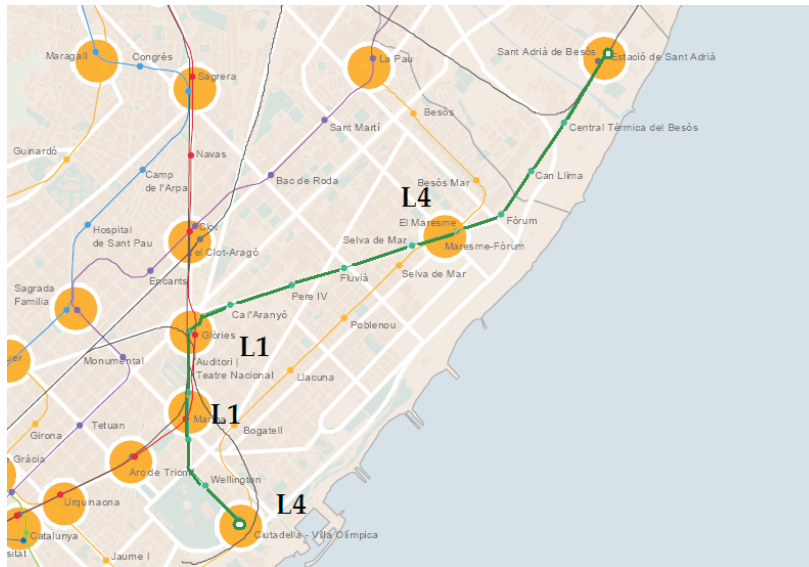 Maragall
Congrés
Sagrera
La Pau
Sant Adrià de Besòs
Estació de Sant Adrià
Besòs
Sant Martí
Central Tèrmica del Besòs
Guinardó
Navas
Camp
de l'Arpa
Bac de Roda
Besòs Mar
Can Llima
L4
Hospital
de Sant Pau
Clot
el Clot-Aragó
El Maresme
Fòrum
Selva de Mar
Maresme-Fòrum
Encants
Fluvià
Selva de Mar
Sagrada
Família
Pere IV
Ca l'Aranyó
Poblenou
Glòries
L1
Monumental
Auditori |
Teatre Nacional
Llacuna
L1
Girona
Tetuan
Bogatell
Gràcia
Arc de Triomf
Wellington
Urquinaona
L4
Catalunya
Ciutadella - Vila Olímpica
Jaume I